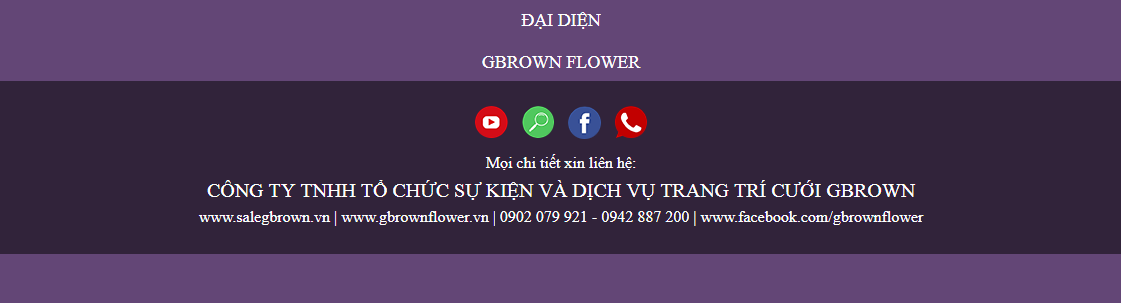 ĐẠI DIỆN
GBROWN FLOWER
Mọi chi tiết xin liên hệ:
CÔNG TY TNHH TỔ CHỨC SỰ KIỆN VÀ DỊCH VỤ TRANG TRÍ CƯỚI GBROWN
www.salegbrown.vn | www.gbrownflower.vn | 0902 079 921 - 0942 887 200 | www.facebook.com/gbrownflower